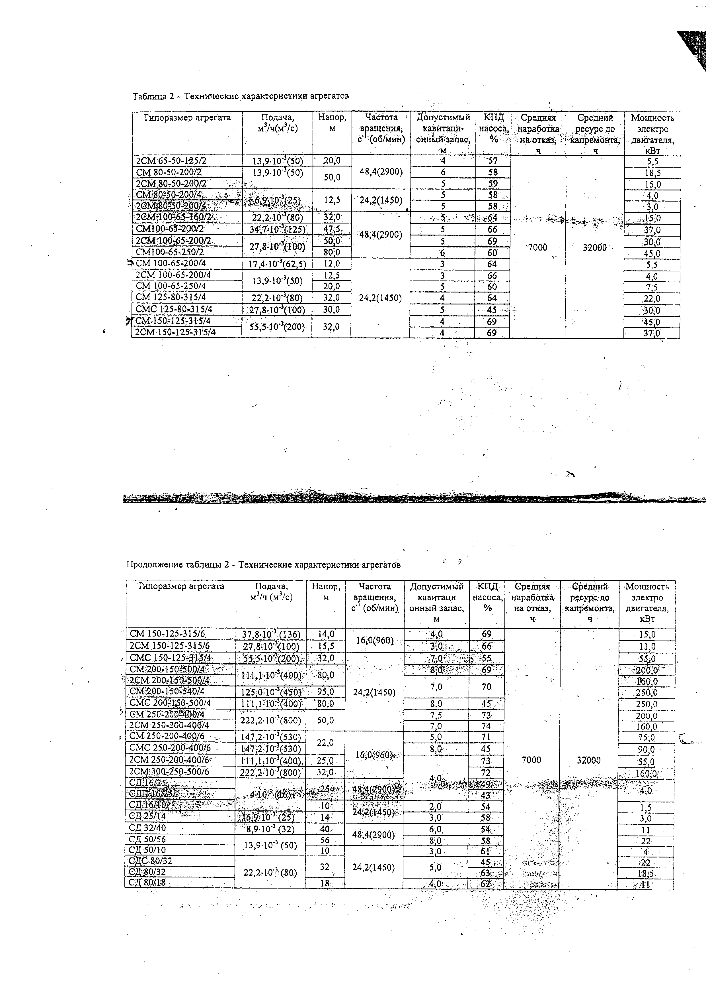 Таблица 2 – Технические характеристики агрегатов
Типоразмер агрегата Подача, м³/ч(м³/с) Напор, м Частота вращения, с⁻¹ (об/мин) Допустимый кавитаци-онный запас, м КПД насоса, % Средняя наработка на отказ, ч Средний ресурс до капремонта, ч Мощность электро двигателя, кВт
2СМ 65-50-125/2 13,9·10⁻³(50) 20,0 48,4(2900) 4 57 7000 32000 5,5
СМ 80-50-200/2 13,9·10⁻³(50) 50,0 6 58 18,5
2СМ 80-50-200/2 5 59 15,0
СМ 80-50-200/4 6,9·10⁻³(25) 12,5 24,2(1450) 5 58 4,0
2СМ 80-50-200/4 5 58 3,0
2СМ 100-65-160/2 22,2·10⁻³(80) 32,0 48,4(2900) 5 64 15,0
СМ100-65-200/2 34,7·10⁻³(125) 47,5 5 66 37,0
2СМ 100-65-200/2 27,8·10⁻³(100) 50,0 5 69 30,0
СМ100-65-250/2 80,0 6 60 45,0
СМ 100-65-200/4 17,4·10⁻³(62,5) 12,0 24,2(1450) 3 64 5,5
2СМ 100-65-200/4 13,9·10⁻³(50) 12,5 3 66 4,0
СМ 100-65-250/4 20,0 5 60 7,5
СМ 125-80-315/4 22,2·10⁻³(80) 32,0 4 64 22,0
СМС 125-80-315/4 27,8·10⁻³(100) 30,0 5 45 30,0
СМ 150-125-315/4 55,5·10⁻³(200) 32,0 4 69 45,0
2СМ 150-125-315/4 4 69 37,0
Продолжение таблицы 2 - Технические характеристики агрегатов
Типоразмер агрегата Подача, м³/ч (м³/с) Напор, м Частота вращения, с⁻¹ (об/мин) Допустимый кавитаци онный запас, м КПД насоса, % Средняя наработка на отказ, ч Средний ресурс до капремонта, ч Мощность электро двигателя, кВт
СМ 150-125-315/6 37,8·10⁻³ (136) 14,0 16,0(960) 4,0 69 7000 32000 15,0
2СМ 150-125-315/6 27,8·10⁻³(100) 15,5 3,0 66 11,0
СМС 150-125-315/4 55,5·10⁻³(200) 32,0 24,2(1450) 7,0 55 55,0
СМ 200-150-500/4 111,1·10⁻³(400) 80,0 8,0 69 200,0
2СМ 200-150-500/4 7,0 70 160,0
СМ 200-150-540/4 125,0·10⁻³(450) 95,0 250,0
СМС 200-150-500/4 111,1·10⁻³(400) 80,0 8,0 45 250,0
СМ 250-200-400/4 222,2·10⁻³(800) 50,0 7,5 73 200,0
2СМ 250-200-400/4 7,0 74 160,0
СМ 250-200-400/6 147,2·10⁻³(530) 22,0 16,0(960) 5,0 71 75,0
СМС 250-200-400/6 147,2·10⁻³(530) 8,0 45 90,0
2СМ 250-200-400/6 111,1·10⁻³(400) 25,0 4,0 73 55,0
2СМ 300-250-500/6 222,2·10⁻³(800) 32,0 72 160,0
СД 16/25 4·10⁻³ (16) 25 48,4(2900) 49 4,0
СДП 16/25 43
СД 16/10 10 24,2(1450) 2,0 54 1,5
СД 25/14 6,9·10⁻³ (25) 14 3,0 58 3,0
СД 32/40 8,9·10⁻³ (32) 40 48,4(2900) 6,0 54 11
СД 50/56 13,9·10⁻³ (50) 56 8,0 58 22
СД 50/10 10 24,2(1450) 3,0 61 4
СДС 80/32 22,2·10⁻³ (80) 32 5,0 45 22
СД 80/32 63 18,5
СД 80/18 18 4,0 62 11